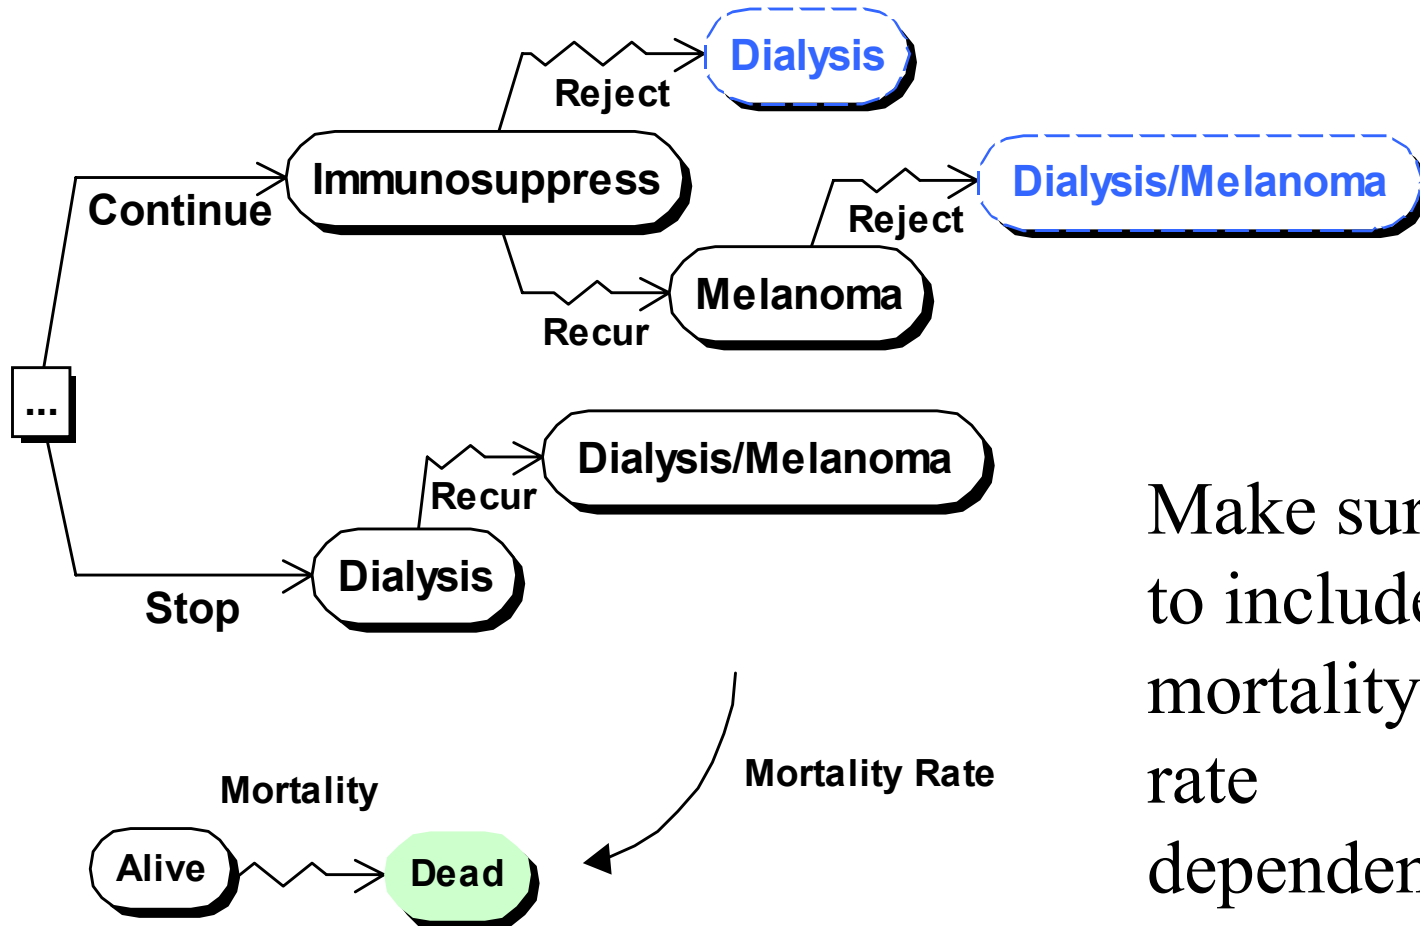 Dialysis
Reject
Immunosuppress
Continue
Dialysis/Melanoma
Reject
Melanoma
Recur
...
Dialysis/Melanoma
Recur
Dialysis
Stop
Make sur
to include
mortality
rate
dependen
Mortality Rate
Mortality
Alive
Dead